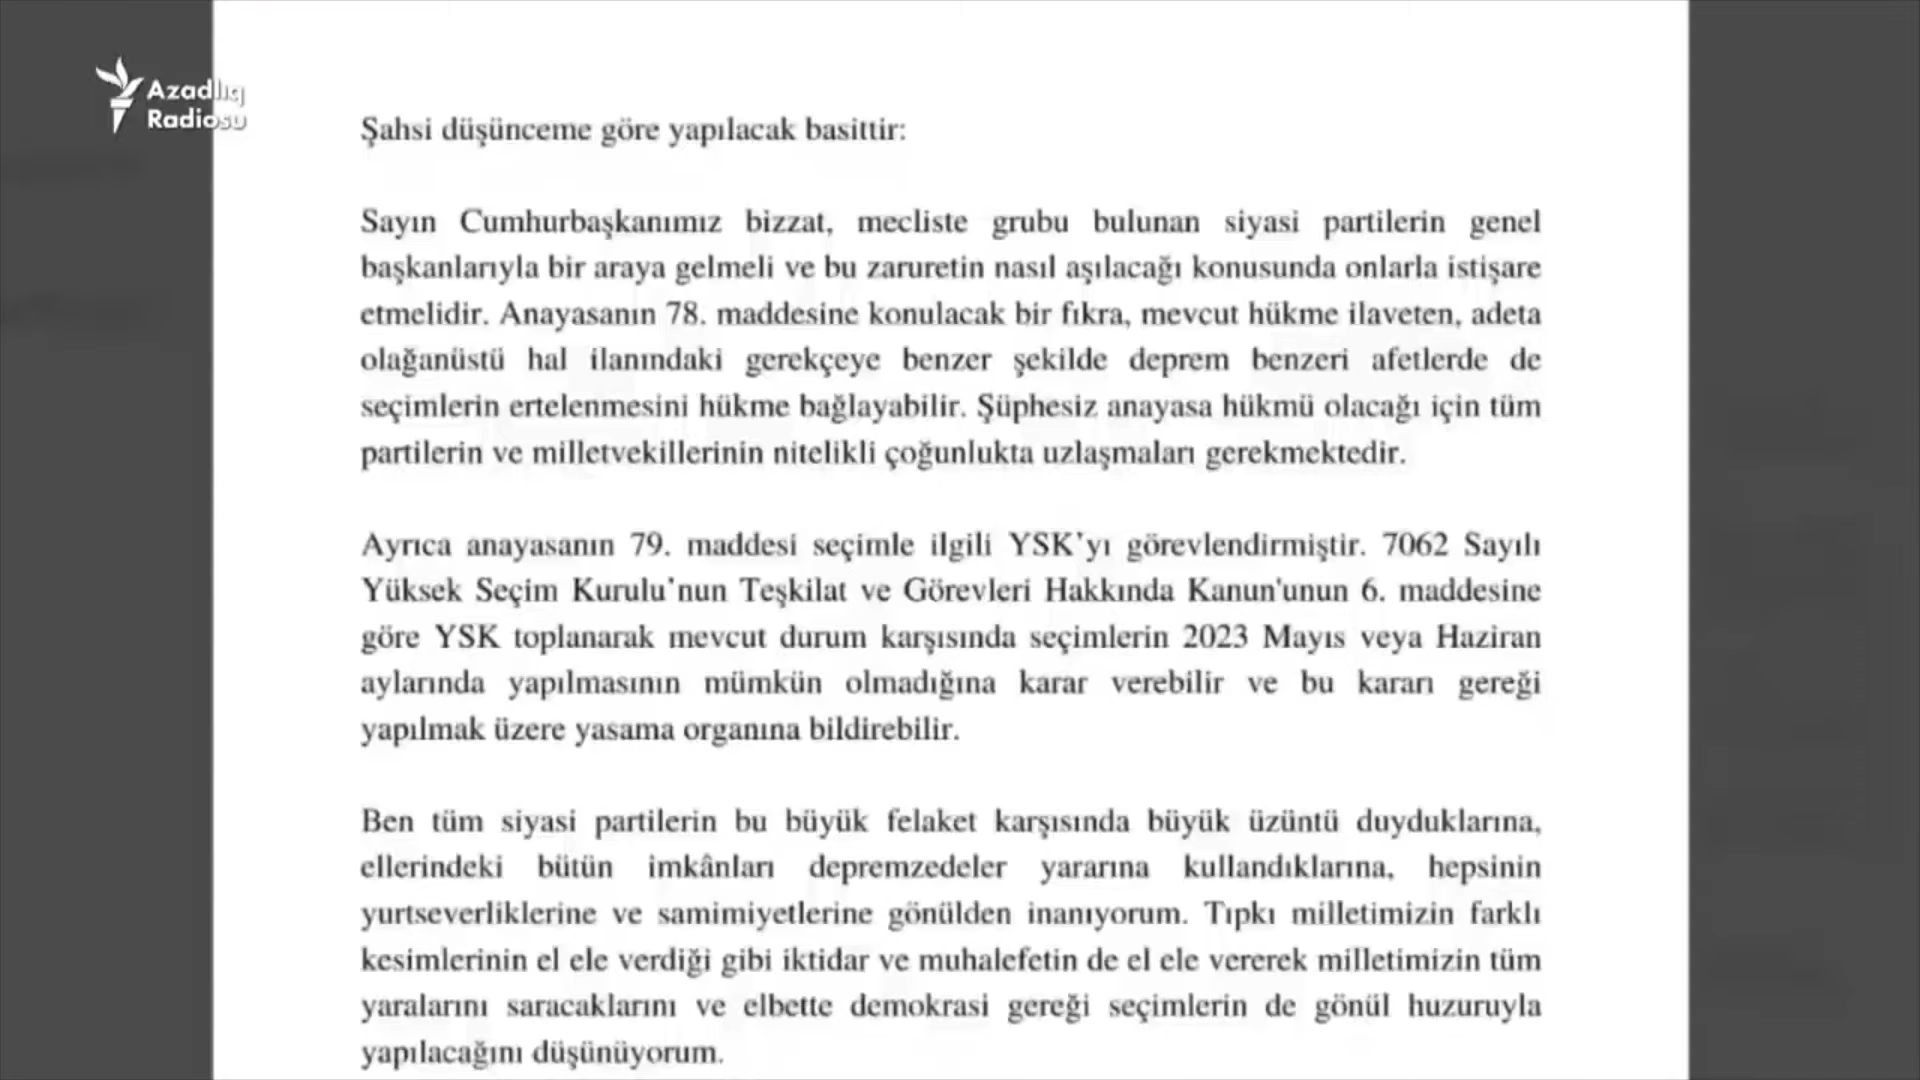 Azadlıq
Radiosu
Şahsi düşünceme göre yapılacak basittir:
Sayın Cumhurbaşkanımız bizzat, mecliste grubu bulunan siyasi partilerin genel
başkanlarıyla bir araya gelmeli ve bu zaruretin nasıl aşılacağı konusunda onlarla istişare
etmelidir. Anayasanın 78. maddesine konulacak bir fıkra, mevcut hükme ilaveten, adeta
olağanüstü hal ilanındaki gerekçeye benzer şekilde deprem benzeri afetlerde de
seçimlerin ertelenmesini hükme bağlayabilir. Şüphesiz anayasa hükmü olacağı için tüm
partilerin ve milletvekillerinin nitelikli çoğunlukta uzlaşmaları gerekmektedir.
Ayrıca anayasanın 79. maddesi seçimle ilgili YSK'yı görevlendirmiştir. 7062 Sayılı
Yüksek Seçim Kurulu'nun Teşkilat ve Görevleri Hakkında Kanun'unun 6. maddesine
göre YSK toplanarak mevcut durum karşısında seçimlerin 2023 Mayıs veya Haziran
aylarında yapılmasının mümkün olmadığına karar verebilir ve bu kararı gereği
yapılmak üzere yasama organına bildirebilir.
Ben tüm siyasi partilerin bu büyük felaket karşısında büyük üzüntü duyduklarına,
ellerindeki bütün imkânları depremzedeler yararına kullandıklarına, hepsinin
yurtseverliklerine ve samimiyetlerine gönülden inanıyorum. Tıpkı milletimizin farklı
kesimlerinin el ele verdiği gibi iktidar ve muhalefetin de el ele vererek milletimizin tüm
yaralarını saracaklarını ve elbette demokrasi gereği seçimlerin de gönül huzuruyla
yapılacağını düşünüyorum.